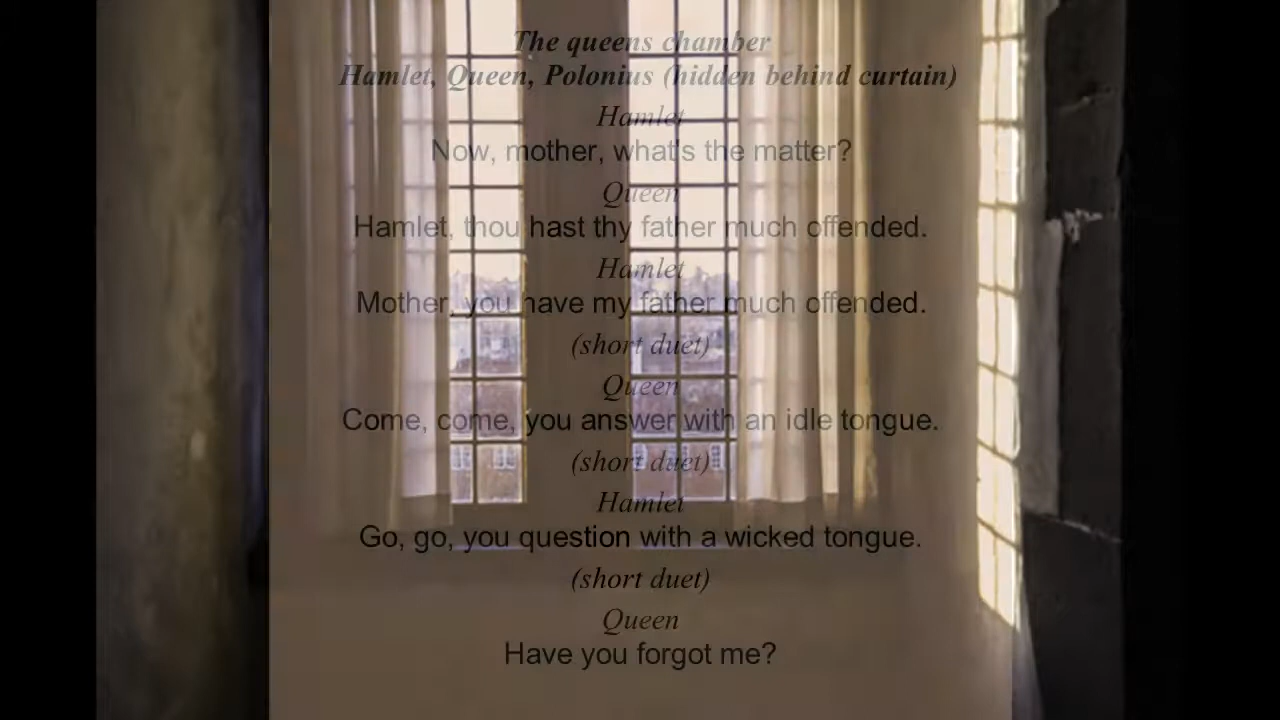 The queens chamber
Hamlet, Queen, Polonius (hidden behind curtain)
Hamlet
Now, mother, what's the matter?
Queen
Hamlet, thou hast thy father much offended.
Hamlet
Mother, you have my father much offended.
(short duet)
Queen
Come, come, you answer with an idle tongue.
(short duet)
Hamlet
Go, go, you question with a wicked tongue.
(short duet)
Queen
Have you forgot me?